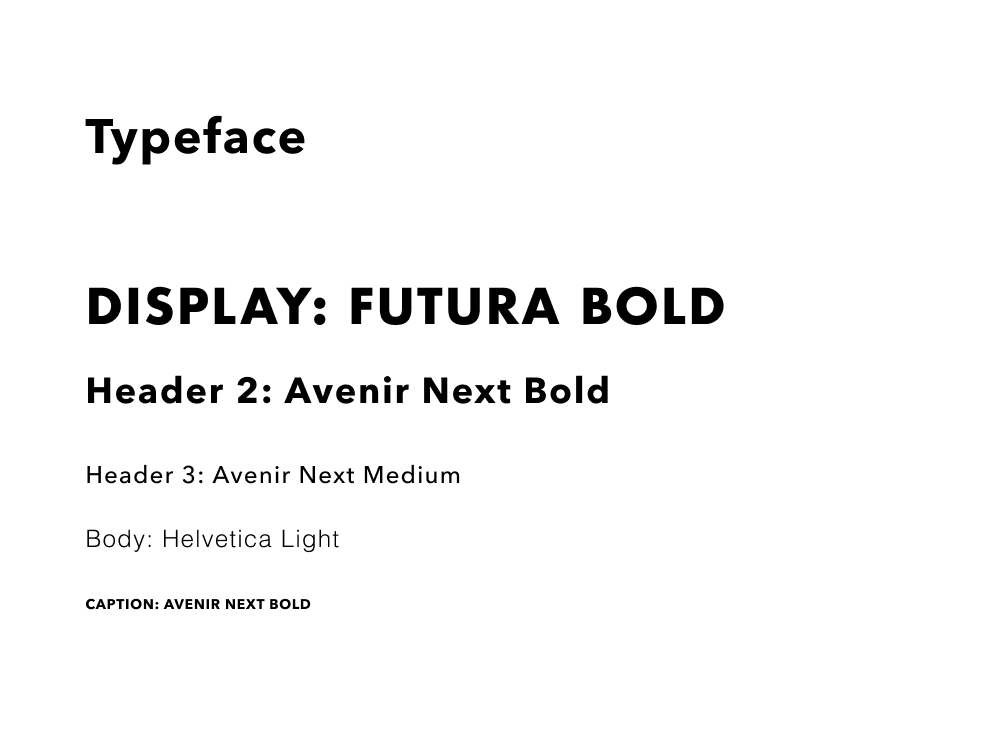 Typeface
DISPLAY: FUTURA BOLD
Header 2: Avenir Next Bold
Header 3: Avenir Next Medium
Body: Helvetica Light
CAPTION: AVENIR NEXT BOLD